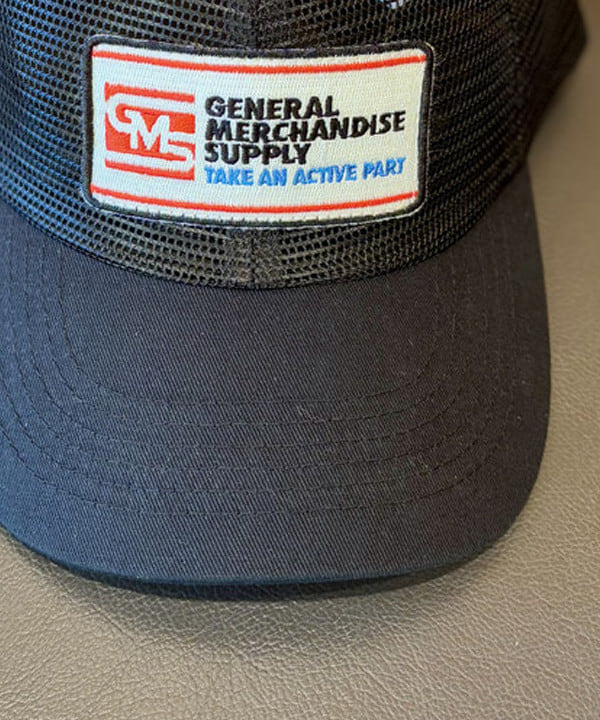 GMS
GENERAL
MERCHANDISE
SUPPLY
TAKE AN ACTIVE PART